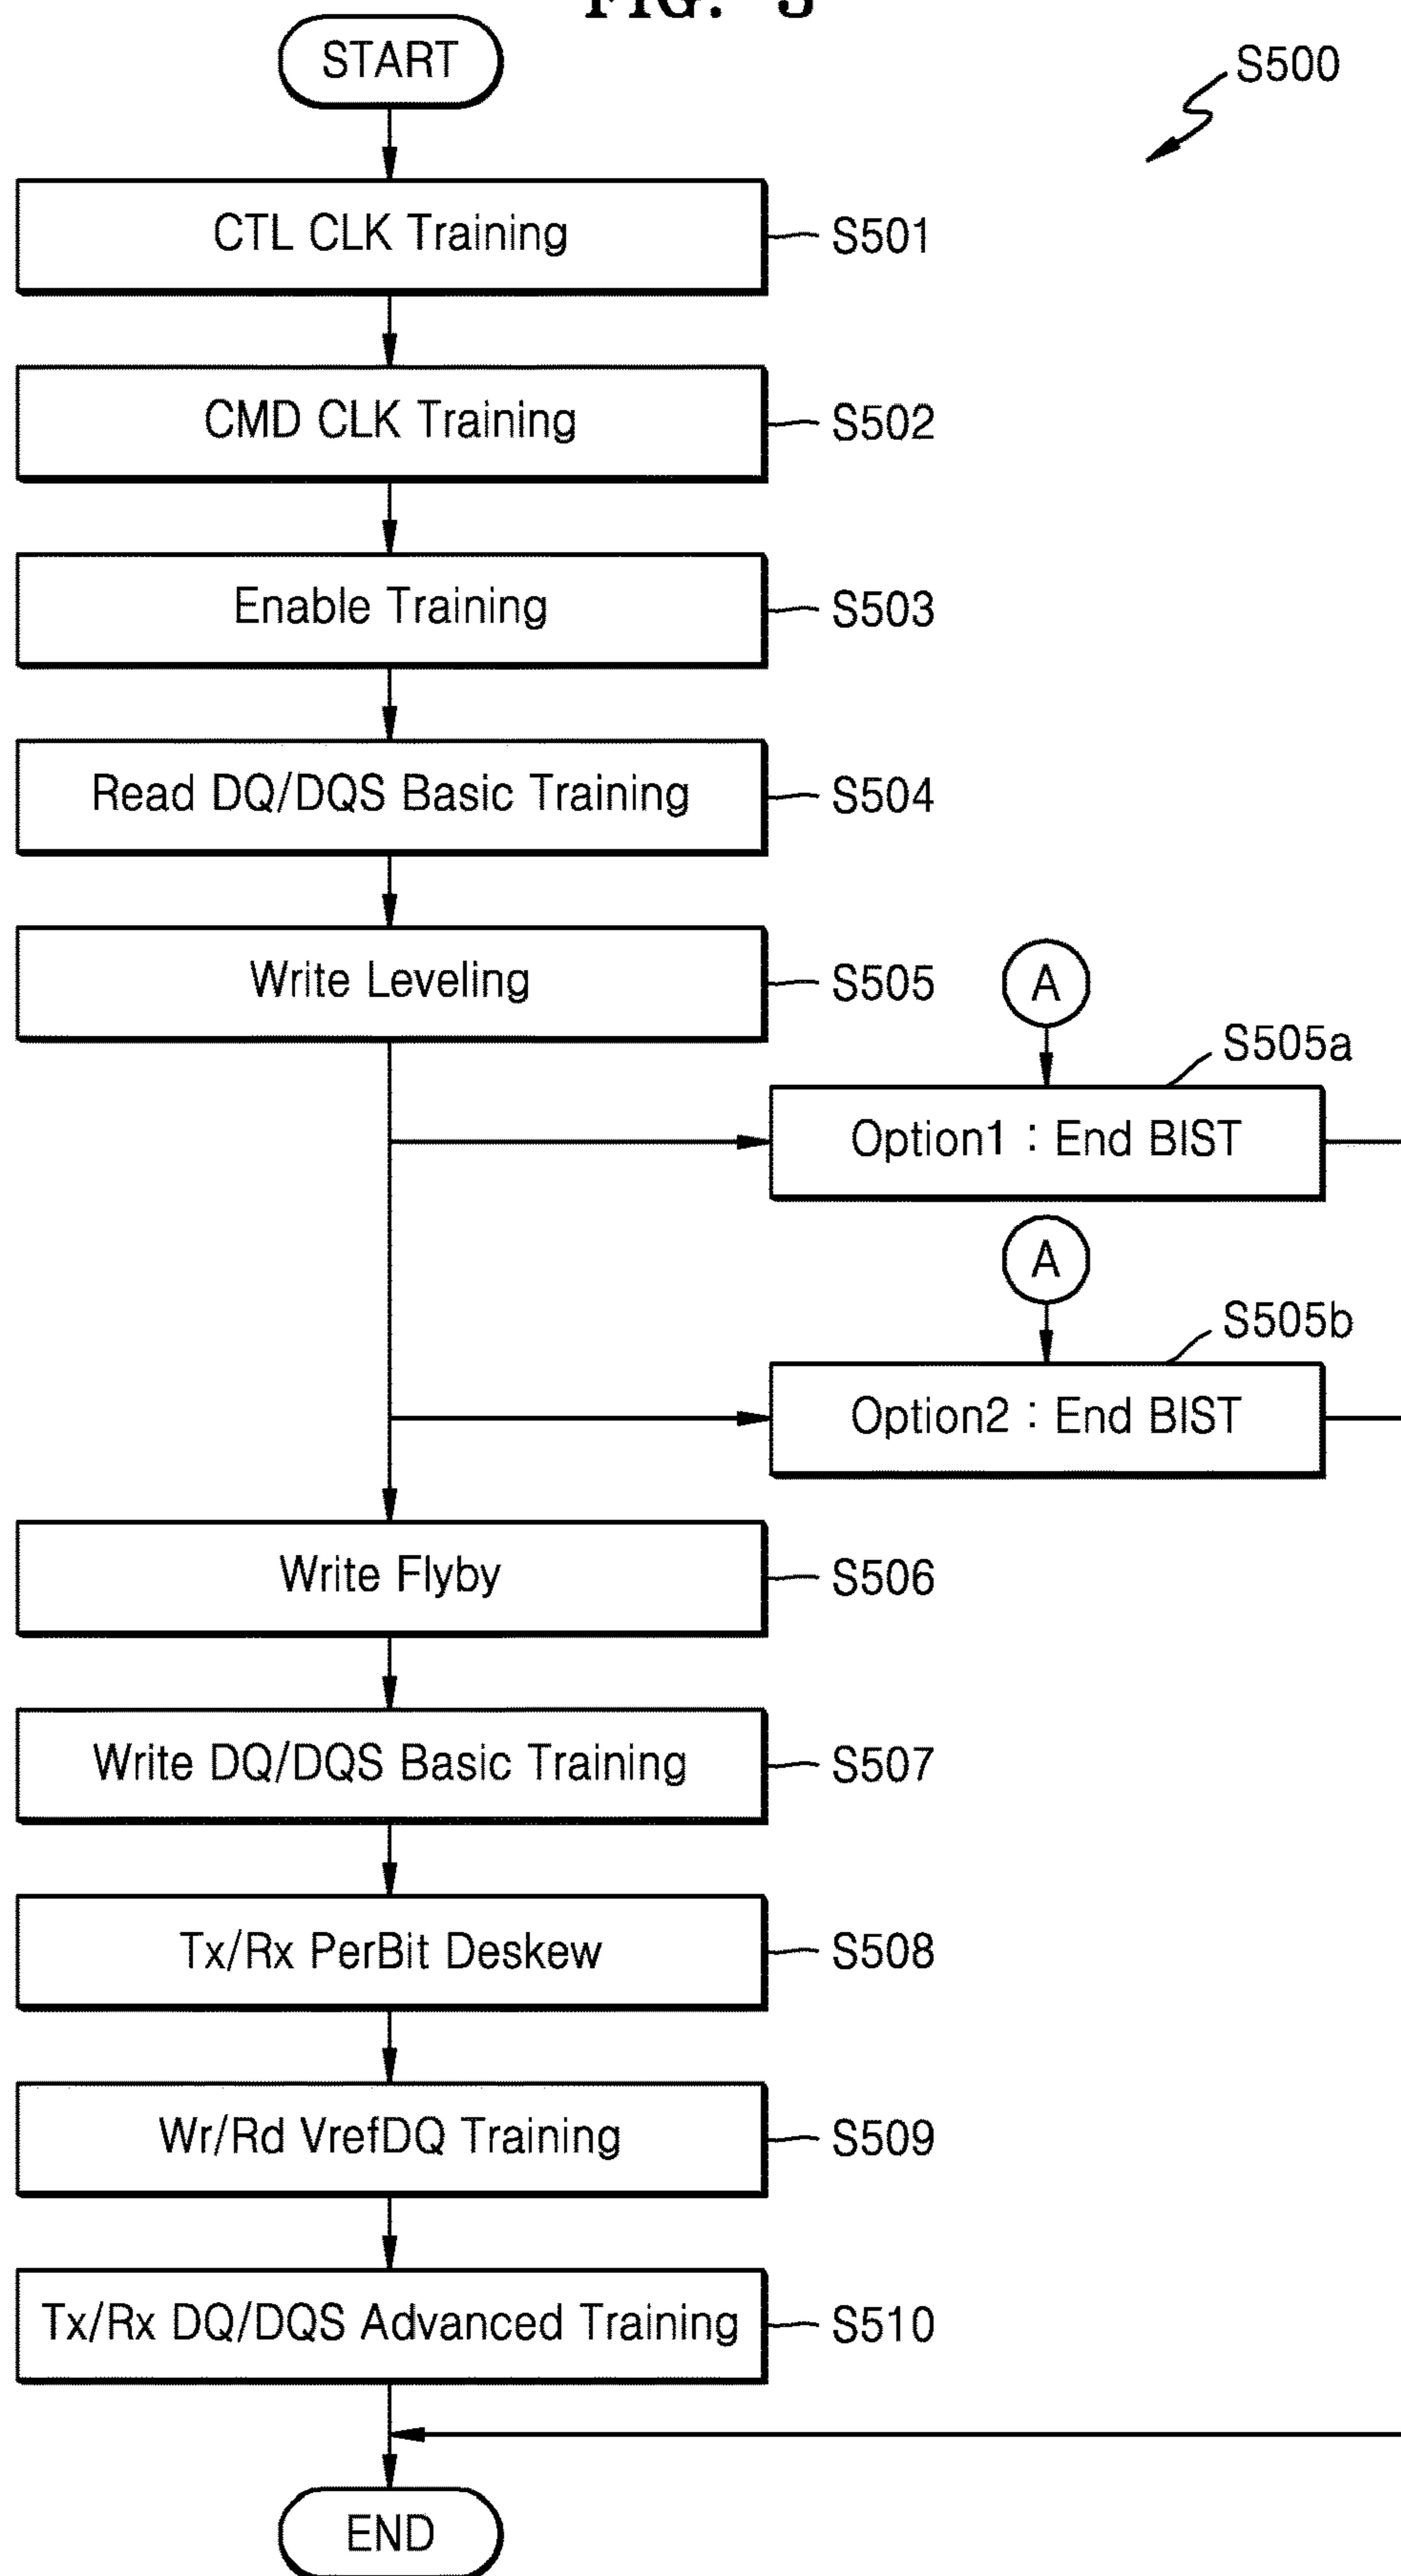 START
S500
CTL CLK Training
S501
CMD CLK Training
S502
Enable Training
S503
Read DQ/DQS Basic Training
S504
Write Leveling
S505
A
S505a
Option1 : End BIST
A
S505b
Option2 : End BIST
Write Flyby
S506
Write DQ/DQS Basic Training
S507
Tx/Rx PerBit Deskew
S508
Wr/Rd VrefDQ Training
S509
Tx/Rx DQ/DQS Advanced Training
S510
END